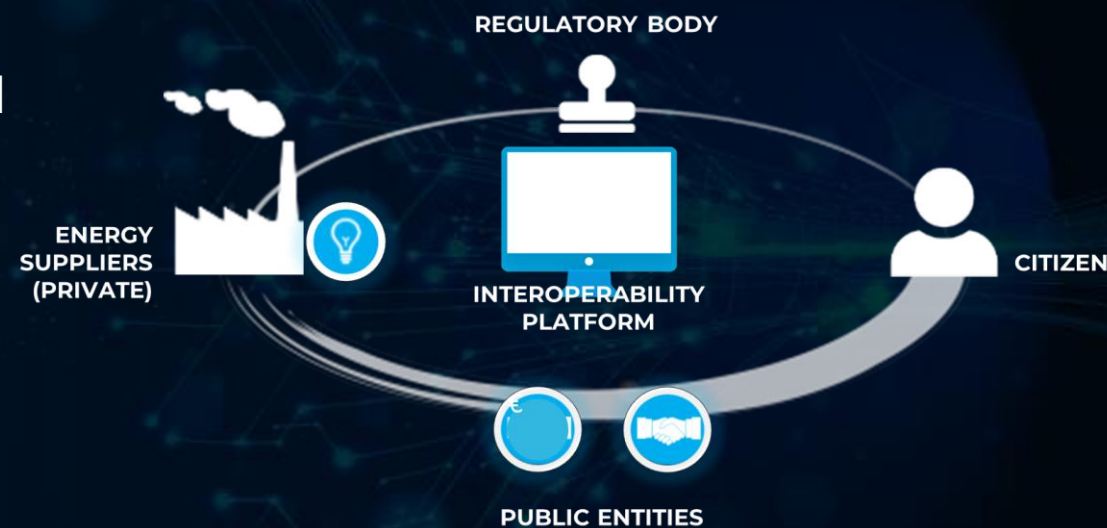 REGULATORY BODY
ENERGY
SUPPLIERS
(PRIVATE)
CITIZEN
INTEROPERABILITY
PLATFORM
€
PUBLIC ENTITIES